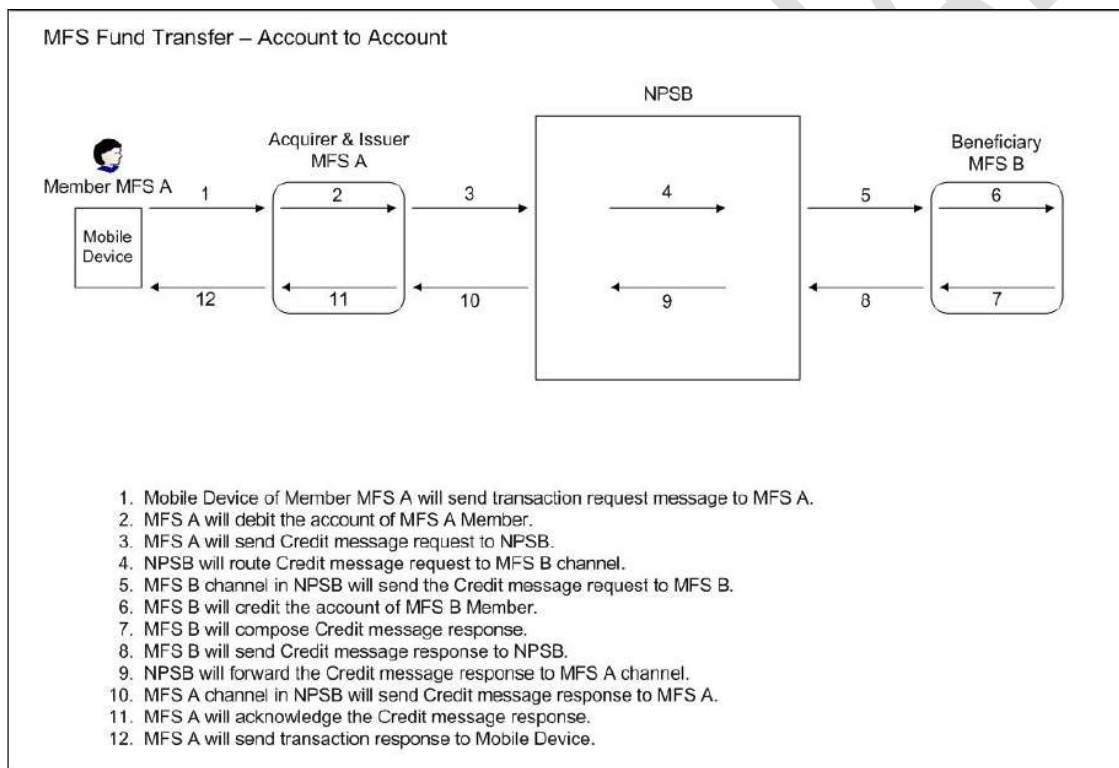 MFS Fund Transfer – Account to Account
NPSB
Acquirer & Issuer
MFS A
Beneficiary
MFS B
Member MFS A
1
2
3
4
5
6
Mobile
Device
12
11
10
9
8
7
1. Mobile Device of Member MFS A will send transaction request message to MFS A.
2. MFS A will debit the account of MFS A Member.
3. MFS A will send Credit message request to NPSB.
4. NPSB will route Credit message request to MFS B channel.
5. MFS B channel in NPSB will send the Credit message request to MFS B.
6. MFS B will credit the account of MFS B Member.
7. MFS B will compose Credit message response.
8. MFS B will send Credit message response to NPSB.
9. NPSB will forward the Credit message response to MFS A channel.
10. MFS A channel in NPSB will send Credit message response to MFS A.
11. MFS A will acknowledge the Credit message response.
12. MFS A will send transaction response to Mobile Device.